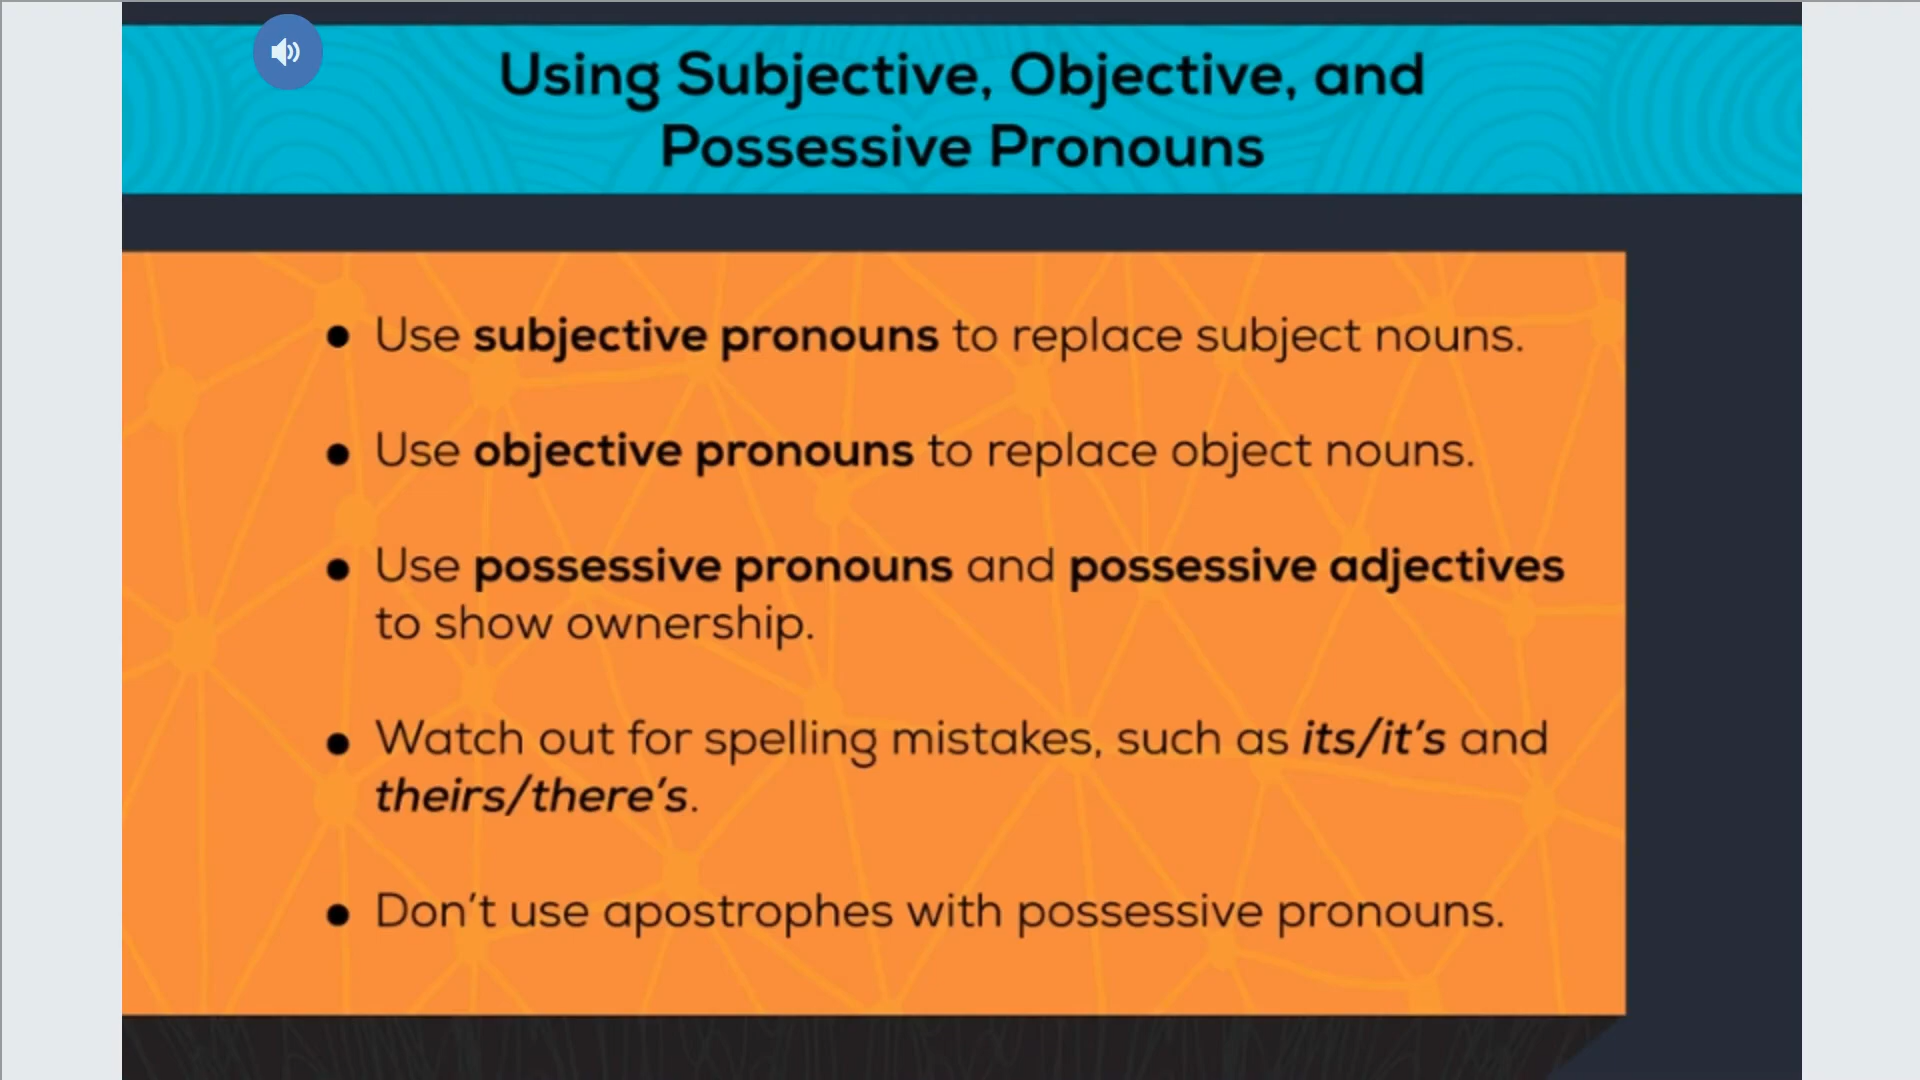 Using Subjective, Objective, and
Possessive Pronouns
● Use subjective pronouns to replace subject nouns.
● Use objective pronouns to replace object nouns.
● Use possessive pronouns and possessive adjectives
to show ownership.
● Watch out for spelling mistakes, such as its/it’s and
theirs/there’s.
● Don’t use apostrophes with possessive pronouns.